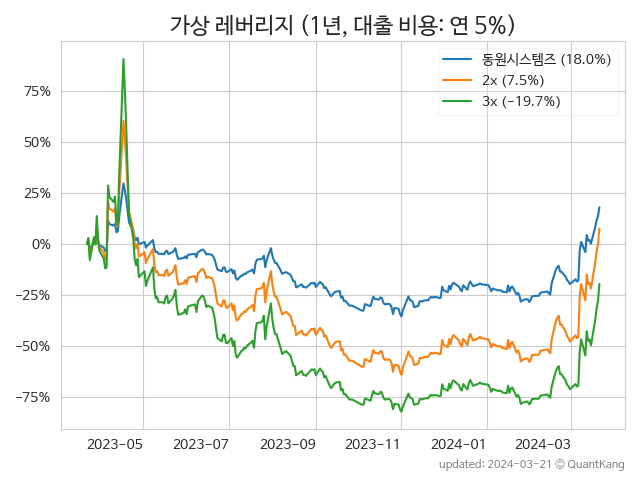 가상 레버리지 (1년, 대출 비용: 연 5%)
동원시스템즈 (18.0%)
2x (7.5%)
3x (−19.7%)
75%
50%
25%
0%
−25%
−50%
−75%
2023-05 2023-07 2023-09 2023-11 2024-01 2024-03
updated: 2024-03-21 © QuantKang